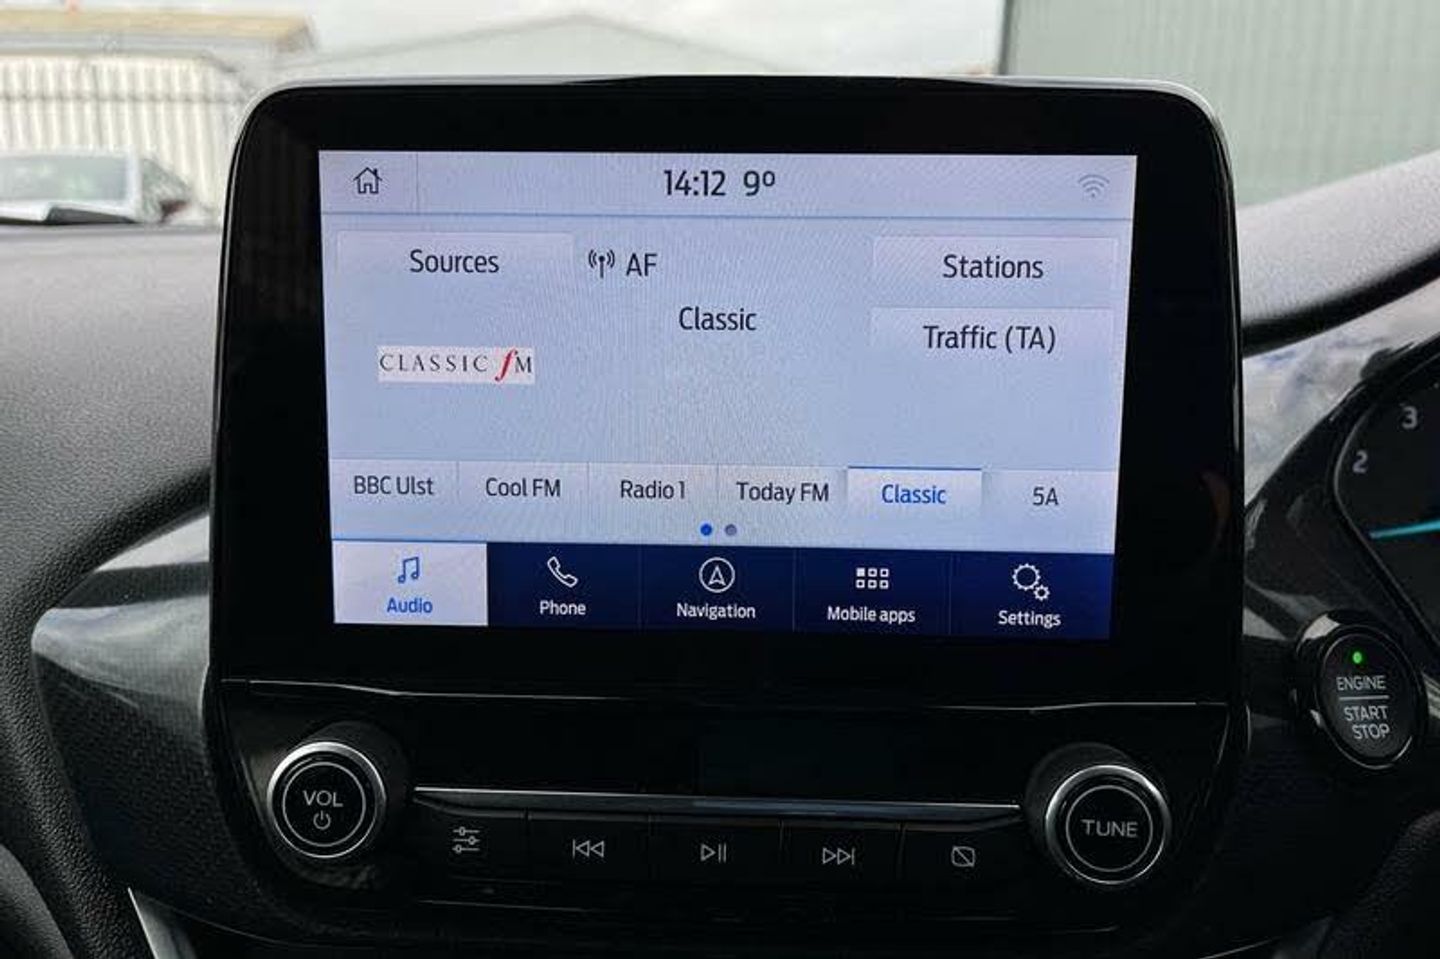 14:12 9º
Sources
AF
Stations
Classic
Traffic (TA)
CLASSIC fM
BBC Ulst
Cool FM
Radio 1
Today FM
Classic
5A
Audio
Phone
Navigation
Mobile apps
Settings
3
2
ENGINE
START
STOP
VOL
TUNE